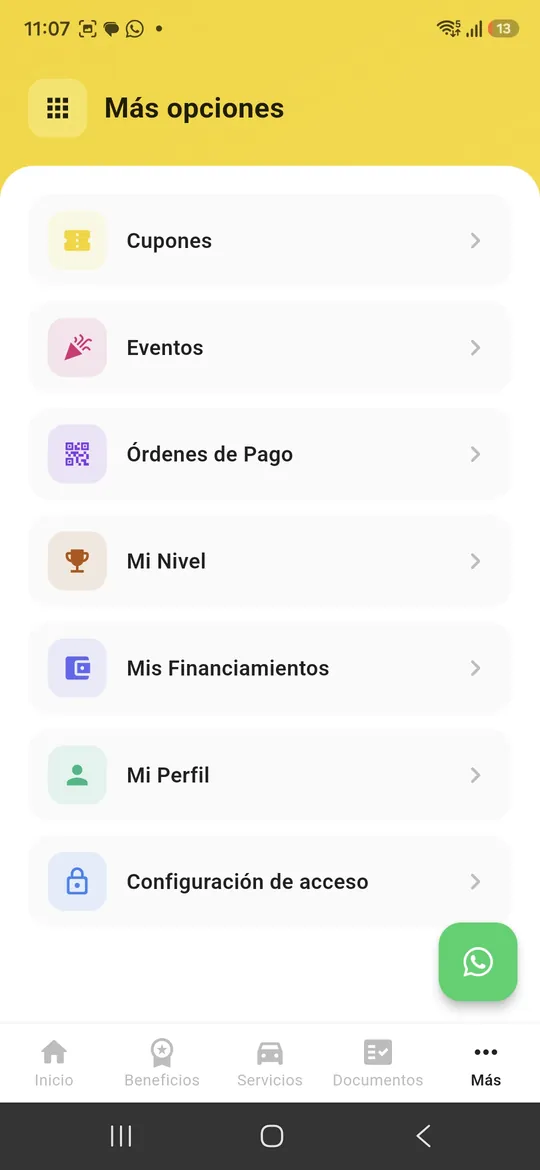 11:07
5
13
Más opciones
Cupones
Eventos
Órdenes de Pago
Mi Nivel
Mis Financiamientos
Mi Perfil
Configuración de acceso
Inicio
Beneficios
Servicios
Documentos
Más